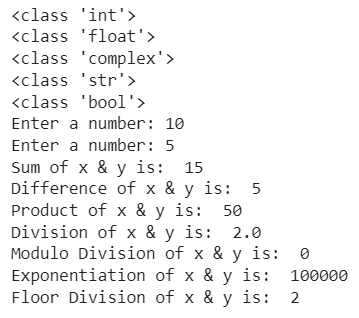 <class 'int'>
<class 'float'>
<class 'complex'>
<class 'str'>
<class 'bool'>
Enter a number: 10
Enter a number: 5
Sum of x & y is:  15
Difference of x & y is:  5
Product of x & y is:  50
Division of x & y is:  2.0
Modulo Division of x & y is:  0
Exponentiation of x & y is:  100000
Floor Division of x & y is:  2